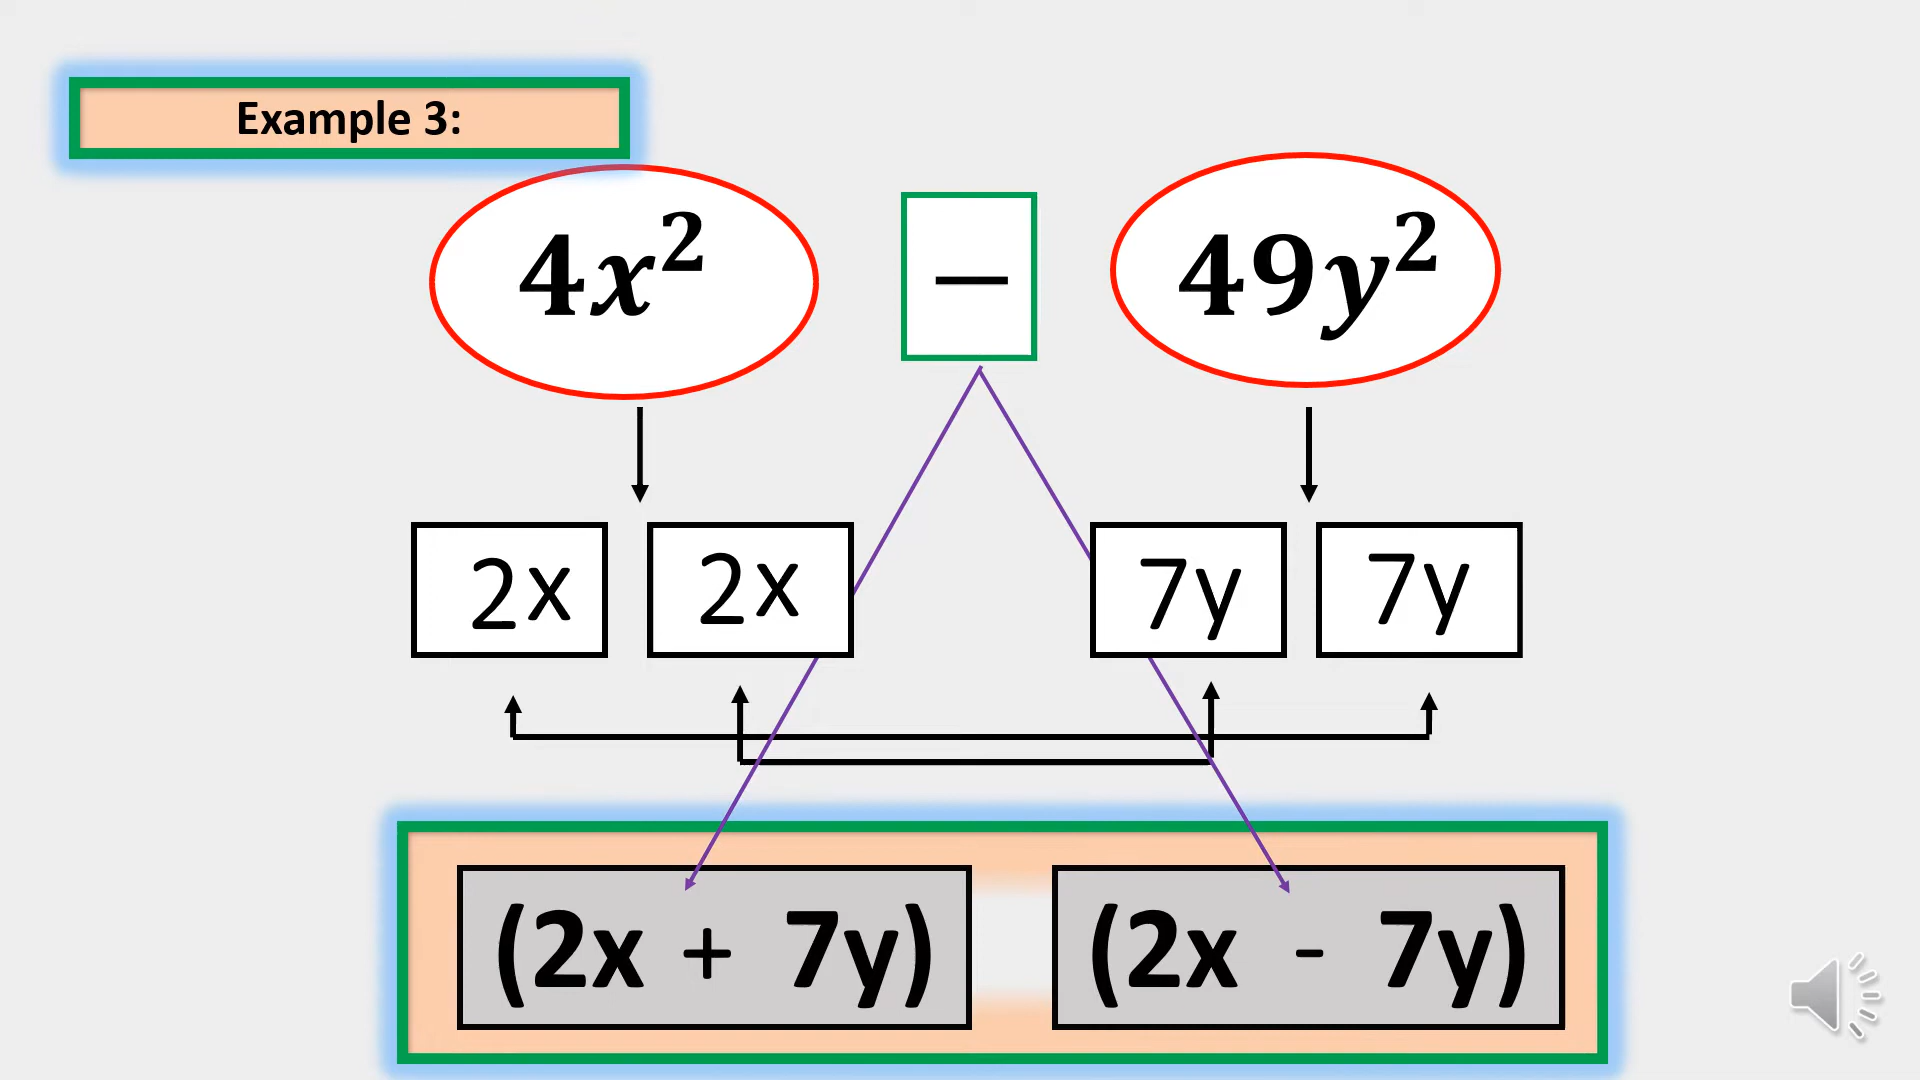 Example 3:
4x² − 49y²
2x 2x 7y 7y
(2x + 7y) (2x - 7y)